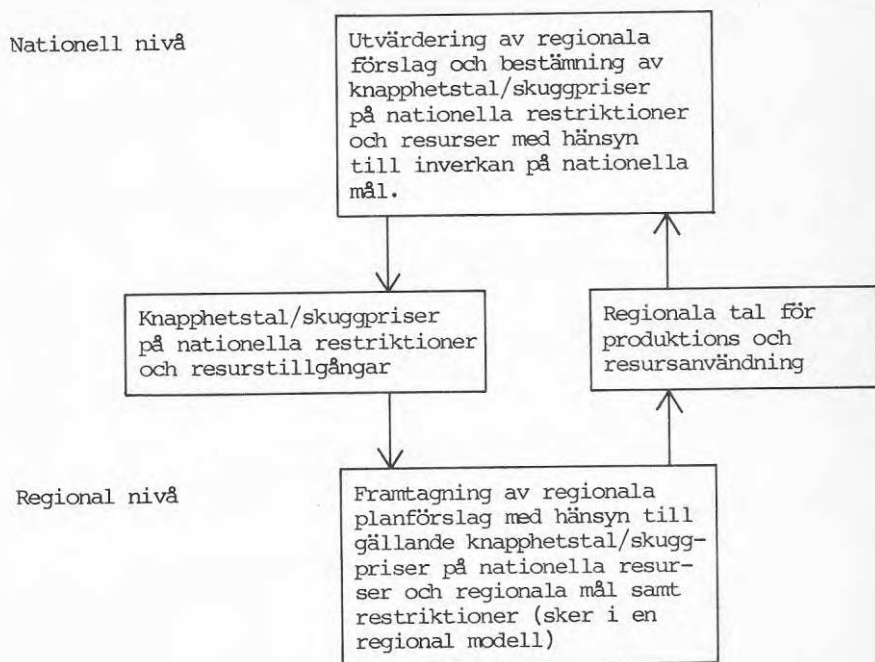 Nationell nivå
Utvärdering av regionala
förslag och bestämning av
knapphetstal/skuggpriser
på nationella restriktioner
och resurser med hänsyn
till inverkan på nationella
mål.
Knapphetstal/skuggpriser
på nationella restriktioner
och resurstillgångar
Regionala tal för
produktions och
resursanvändning
Regional nivå
Framtagning av regionala
planförslag med hänsyn till
gällande knapphetstal/skugg-
priser på nationella resur-
ser och regionala mål samt
restriktioner (sker i en
regional modell)